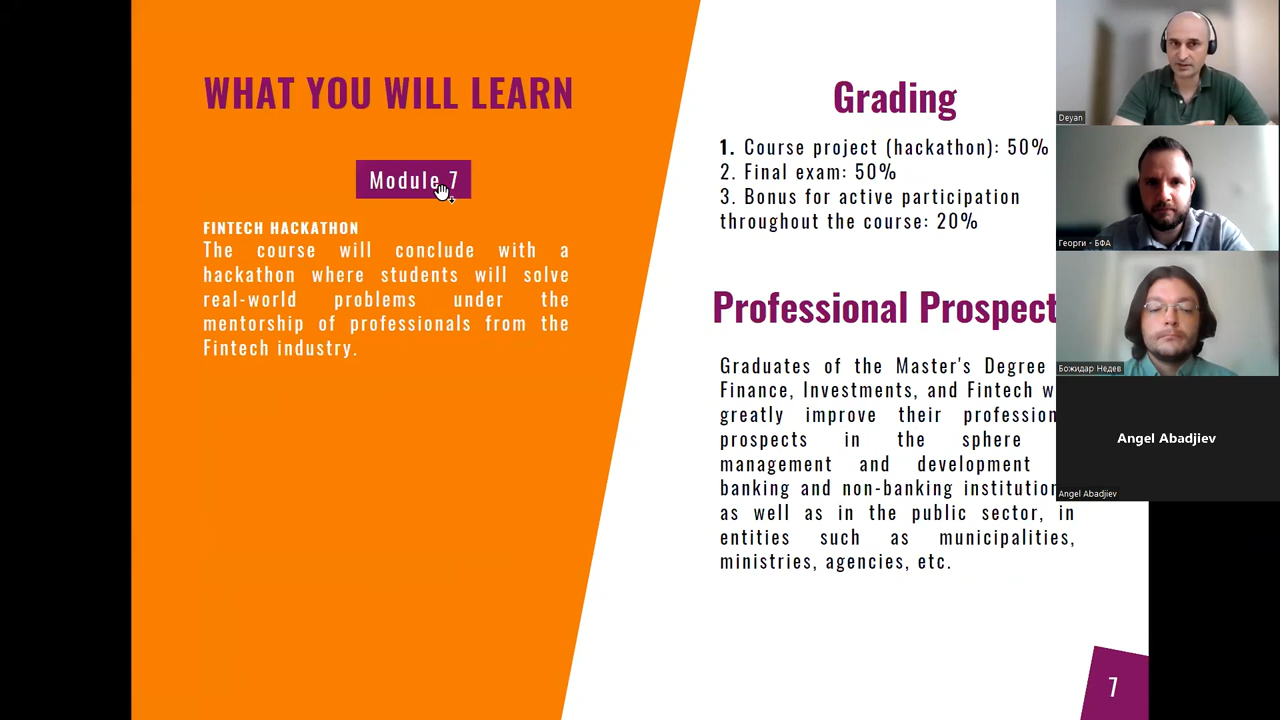 WHAT YOU WILL LEARN
Module 7
FINTECH HACKATHON
The course will conclude with a
hackathon where students will solve
real-world problems under the
mentorship of professionals from the
Fintech industry.
Grading
1. Course project (hackathon): 50%
2. Final exam: 50%
3. Bonus for active participation
throughout the course: 20%
Professional Prospect
Graduates of the Master's Degree
Finance, Investments, and Fintech w
greatly improve their profession
prospects in the sphere
management and development
banking and non-banking institution
as well as in the public sector, in
entities such as municipalities,
ministries, agencies, etc.
7
Deyan
Георги - БФА
Божидар Недев
Angel Abadjiev
Angel Abadjiev